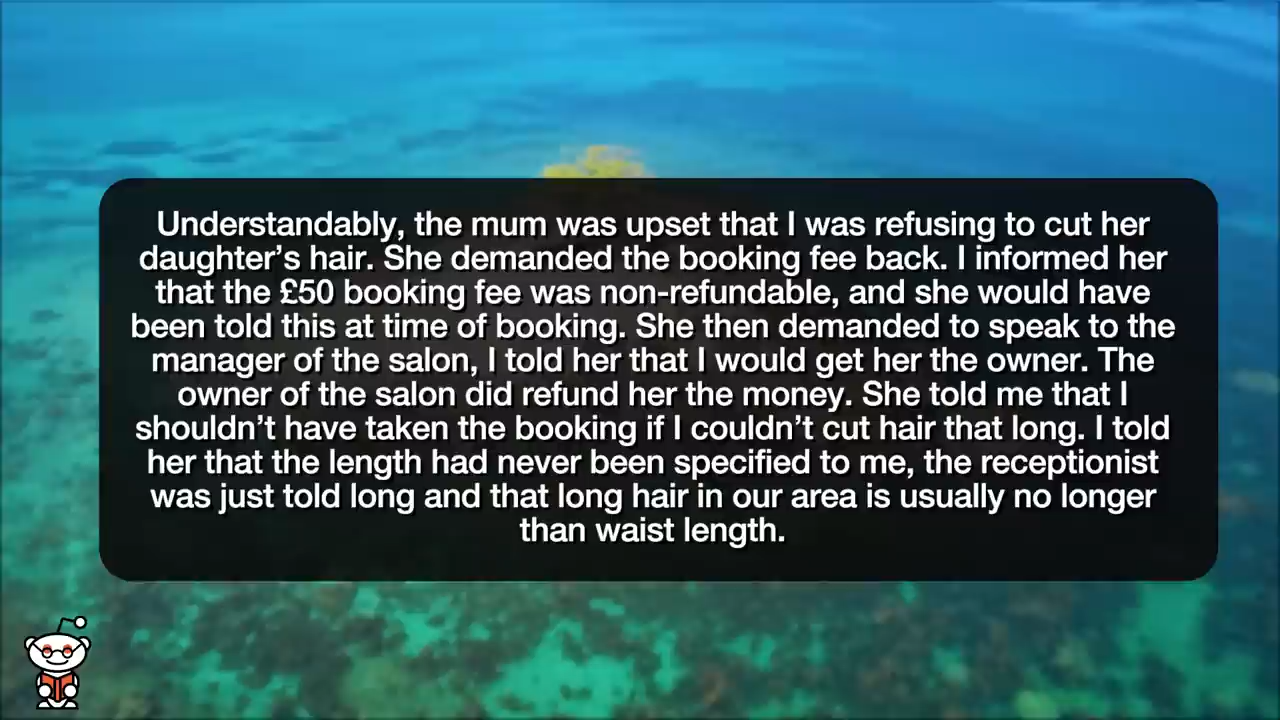 Understandably, the mum was upset that I was refusing to cut her
daughter’s hair. She demanded the booking fee back. I informed her
that the £50 booking fee was non-refundable, and she would have
been told this at time of booking. She then demanded to speak to the
manager of the salon, I told her that I would get her the owner. The
owner of the salon did refund her the money. She told me that I
shouldn’t have taken the booking if I couldn’t cut hair that long. I told
her that the length had never been specified to me, the receptionist
was just told long and that long hair in our area is usually no longer
than waist length.